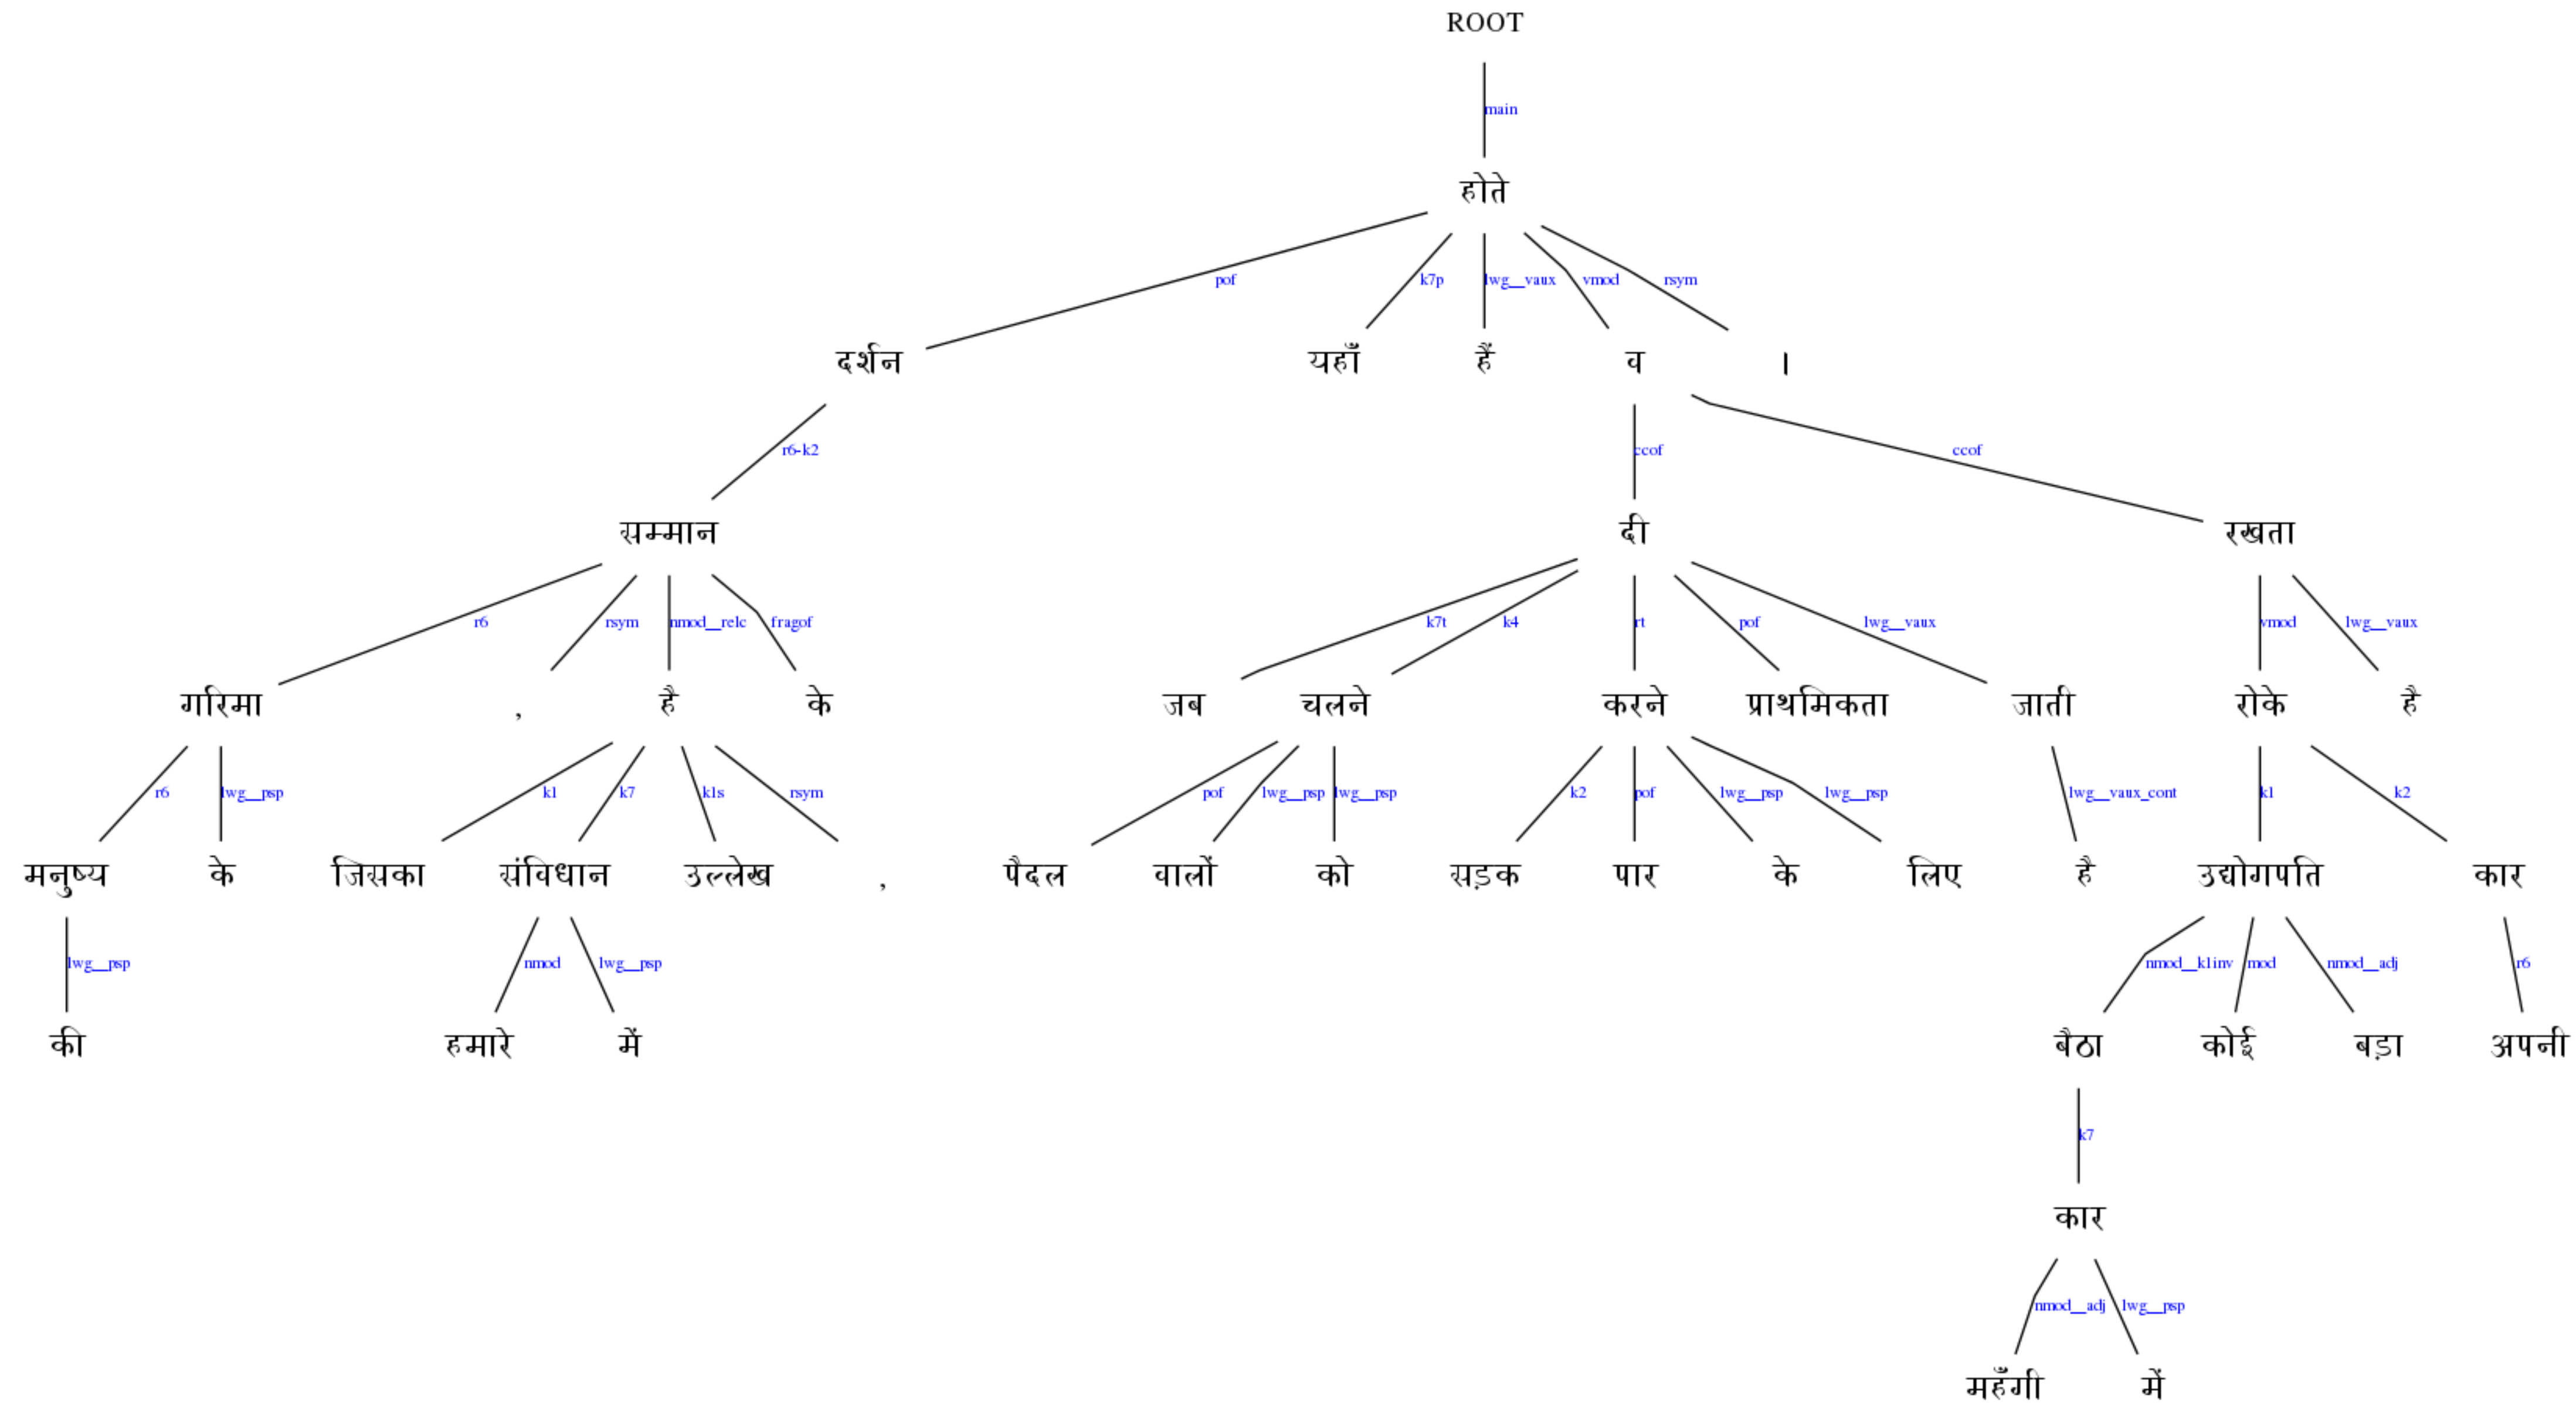 ROOT
main
होते
pof k7p lwg__vaux vmod rsym
दर्शन यहाँ हैं व ।
r6-k2 ccof ccof
सम्मान दी रखता
r6 rsym nmod__relc fragof k7t k4 rt pof lwg__vaux vmod lwg__vaux
गरिमा , है के जब चलने करने प्राथमिकता जाती रोके है
r6 lwg__psp k1 k7 k1s rsym pof lwg__psp lwg__psp k2 pof lwg__psp lwg__psp lwg__vaux_cont k1 k2
मनुष्य के जिसका संविधान उल्लेख , पैदल वालों को सड़क पार के लिए है उद्योगपति कार
lwg__psp nmod lwg__psp nmod__k1inv mod nmod__adj r6
की हमारे में बैठा कोई बड़ा अपनी
k7
कार
nmod__adj lwg__psp
महँगी में